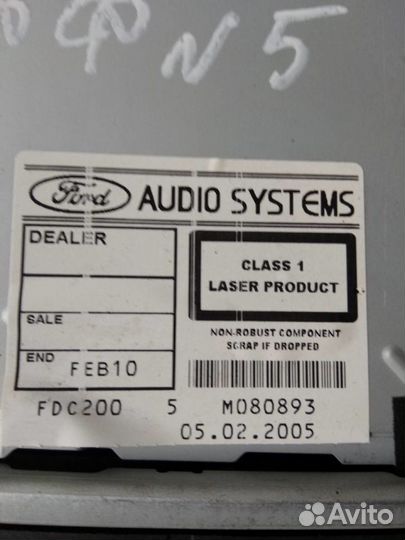 N 5
Ford AUDIO SYSTEMS
DEALER
CLASS 1
LASER PRODUCT
SALE
NON-ROBUST COMPONENT
SCRAP IF DROPPED
END FEB10
FDC200 5 M080893
05.02.2005
Avito